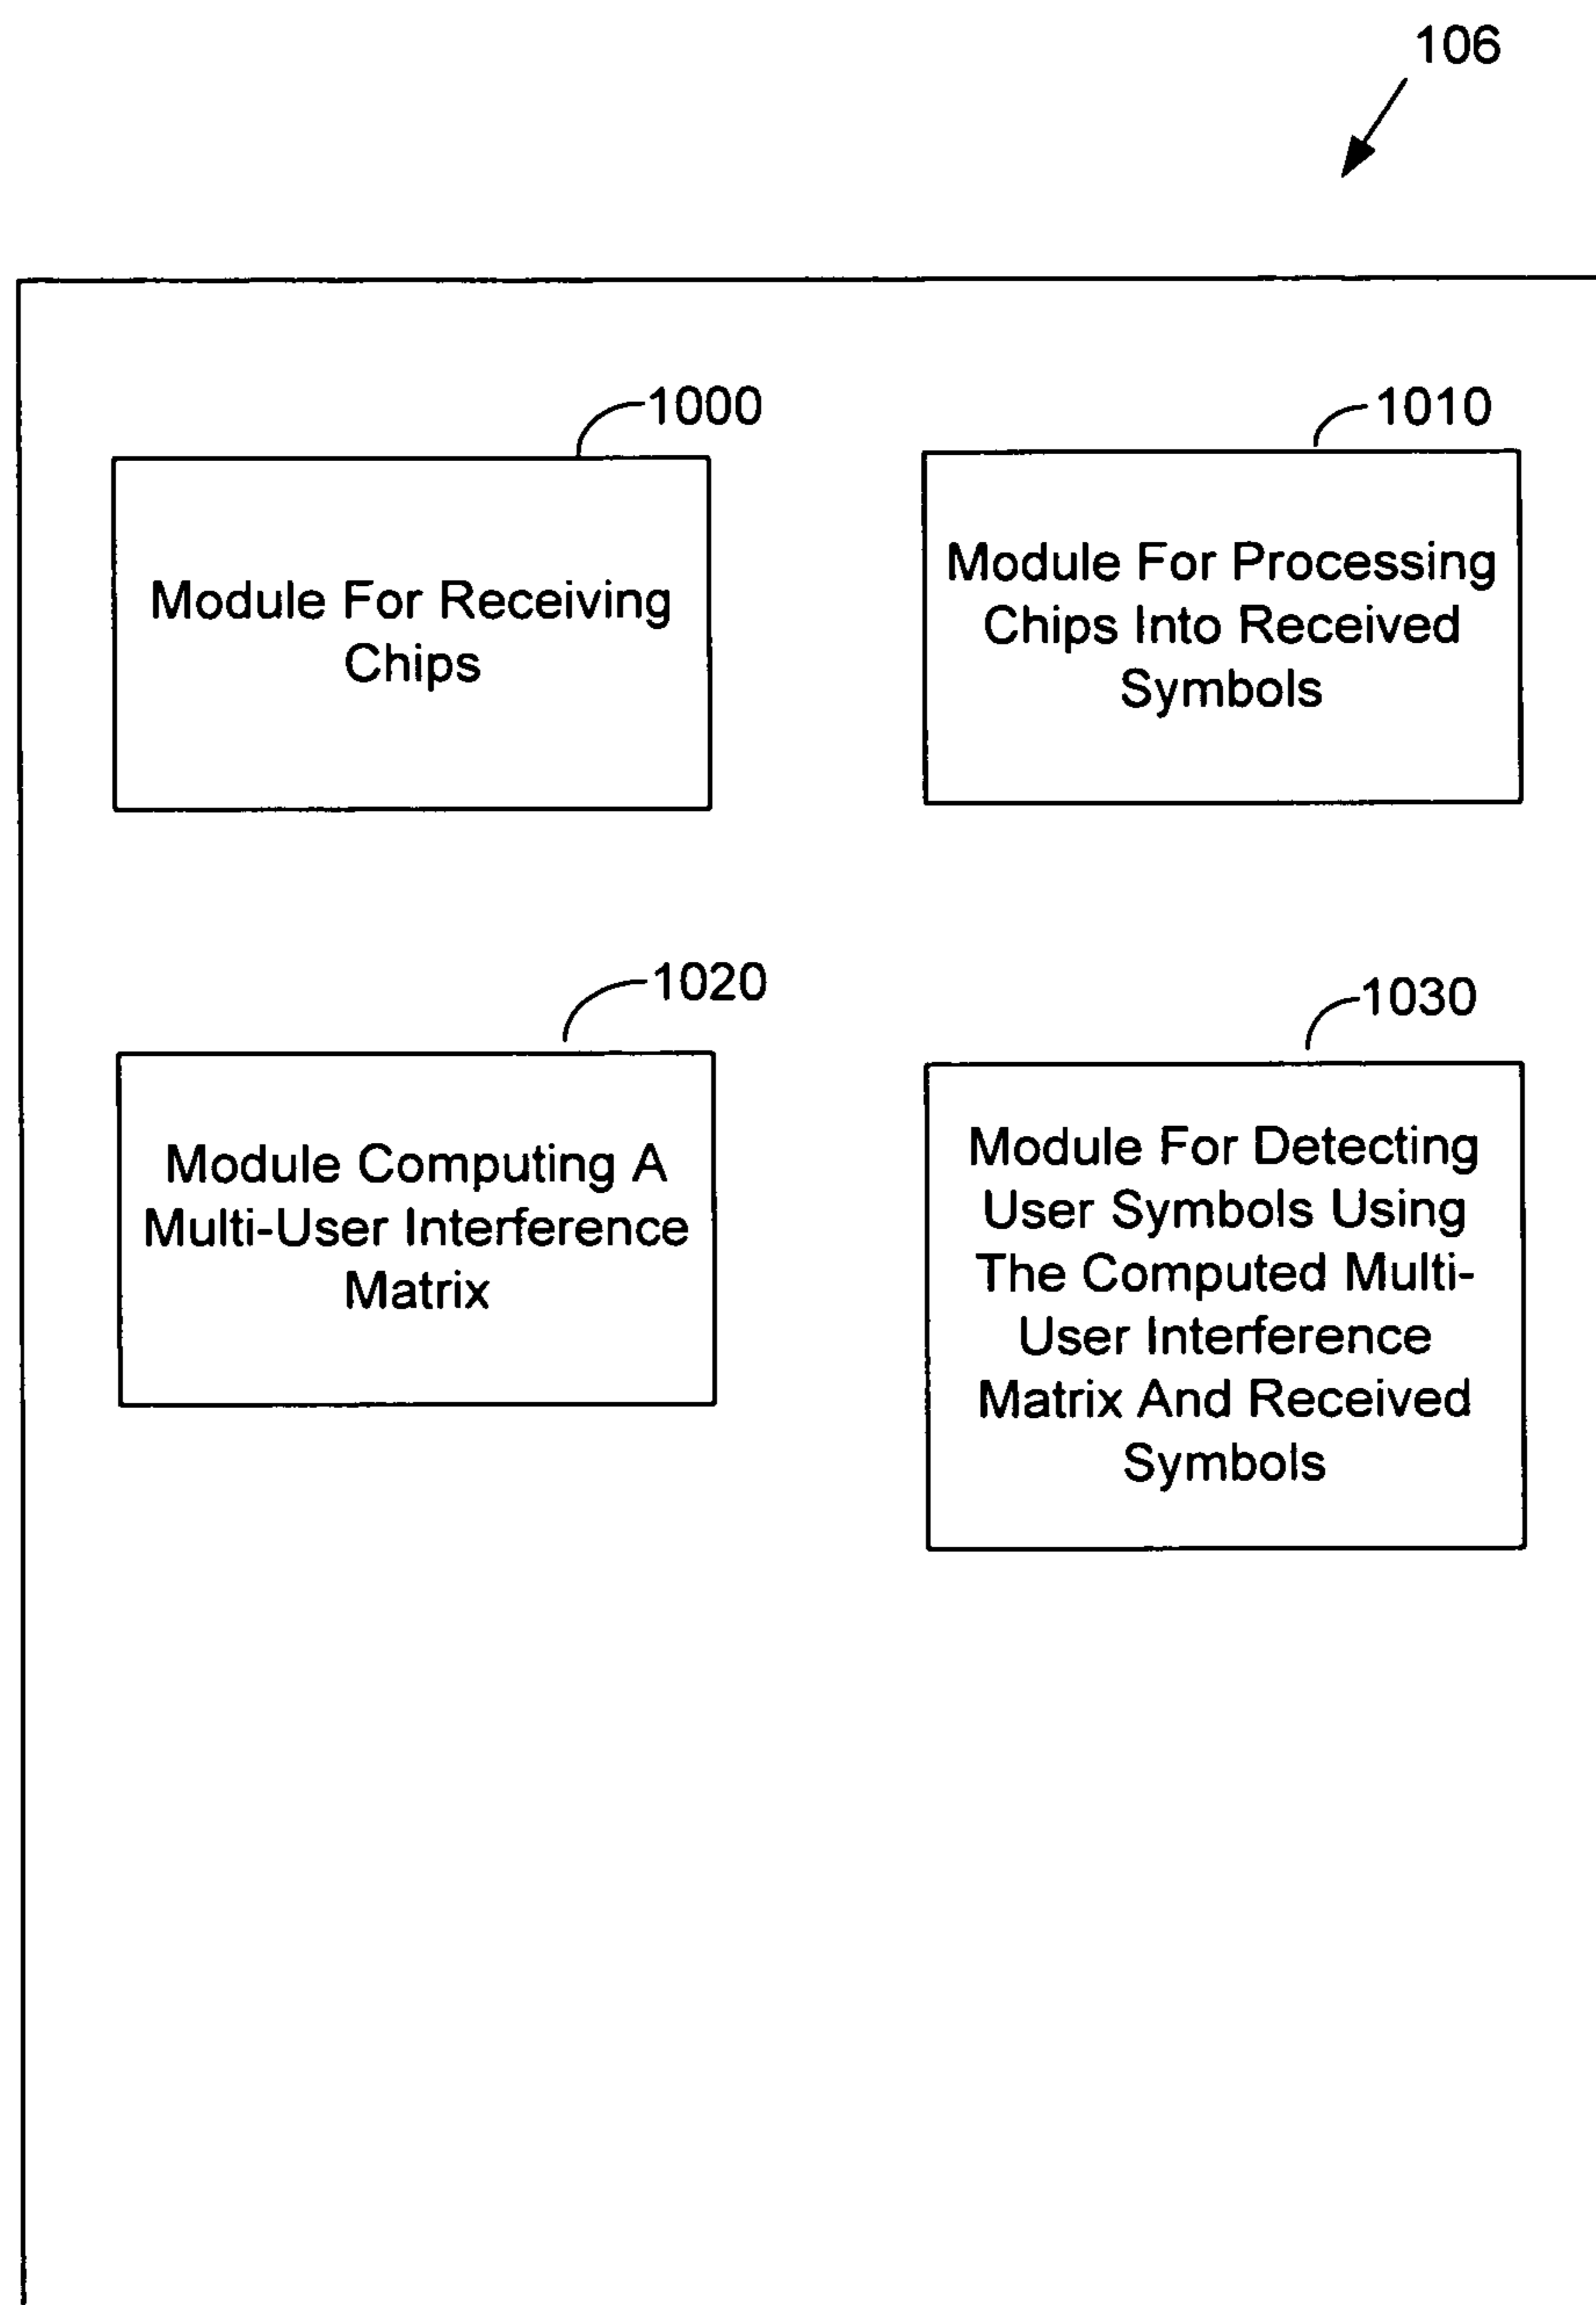 106
1000
Module For Receiving
Chips
1010
Module For Processing
Chips Into Received
Symbols
1020
Module Computing A
Multi-User Interference
Matrix
1030
Module For Detecting
User Symbols Using
The Computed Multi-
User Interference
Matrix And Received
Symbols